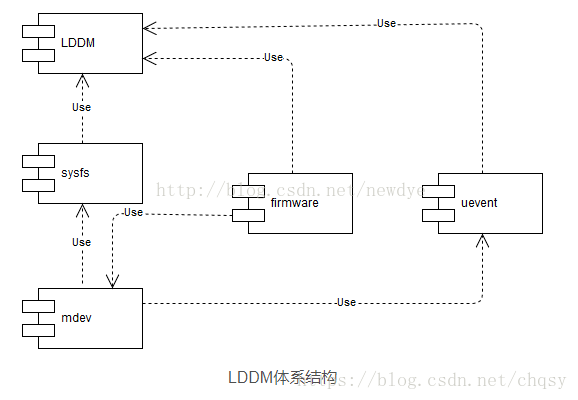 Use
LDDM
Use
Use
sysfs
http://blog.csdn.net/newdye
firmware
uevent
Use
Use
mdev
Use
LDDM体系结构
https://blog.csdn.net/chqsy